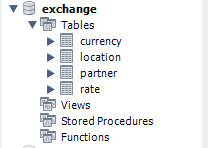 exchange
Tables
currency
location
partner
rate
Views
Stored Procedures
Functions